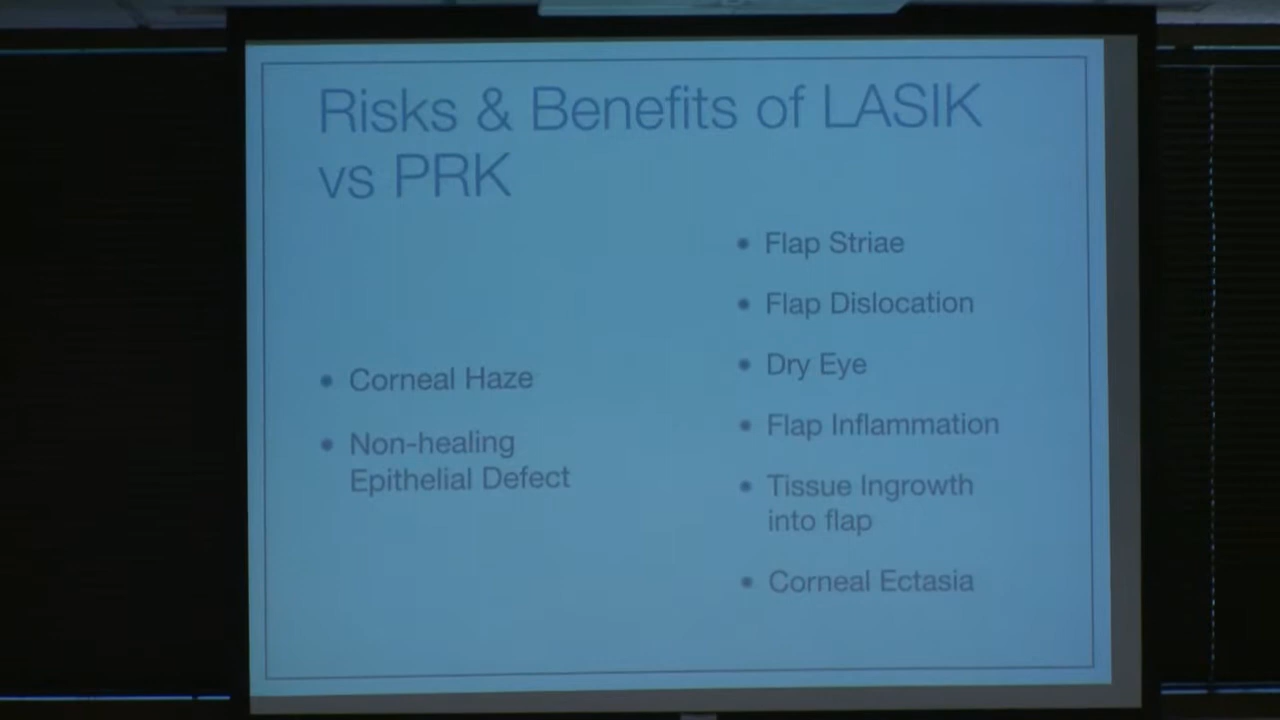 Risks & Benefits of LASIK
vs PRK
• Corneal Haze
• Non-healing
Epithelial Defect
• Flap Striae
• Flap Dislocation
• Dry Eye
• Flap Inflammation
• Tissue Ingrowth
into flap
• Corneal Ectasia